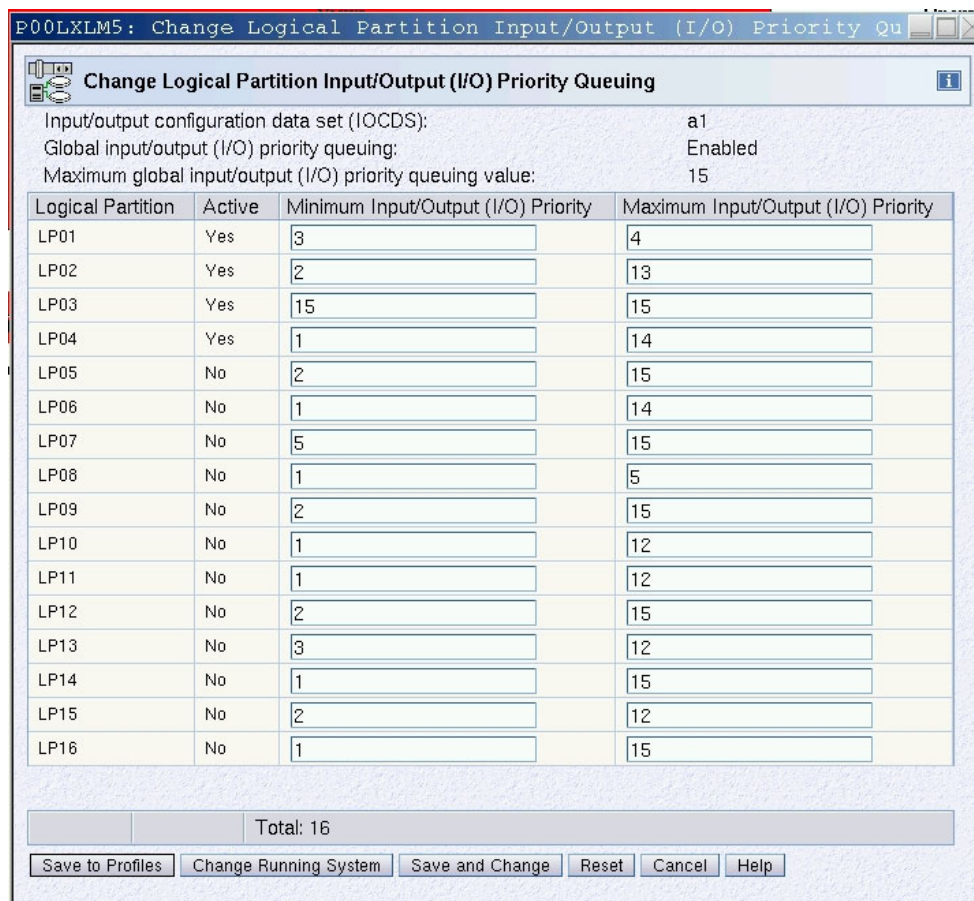 P00LXLM5: Change Logical Partition Input/Output (I/O) Priority Qu
Change Logical Partition Input/Output (I/O) Priority Queuing
Input/output configuration data set (IOCDS): a1
Global input/output (I/O) priority queuing: Enabled
Maximum global input/output (I/O) priority queuing value: 15
Logical Partition Active Minimum Input/Output (I/O) Priority Maximum Input/Output (I/O) Priority
LP01 Yes 3 4
LP02 Yes 2 13
LP03 Yes 15 15
LP04 Yes 1 14
LP05 No 2 15
LP06 No 1 14
LP07 No 5 15
LP08 No 1 5
LP09 No 2 15
LP10 No 1 12
LP11 No 1 12
LP12 No 2 15
LP13 No 3 12
LP14 No 1 15
LP15 No 2 12
LP16 No 1 15
Total: 16
Save to Profiles Change Running System Save and Change Reset Cancel Help